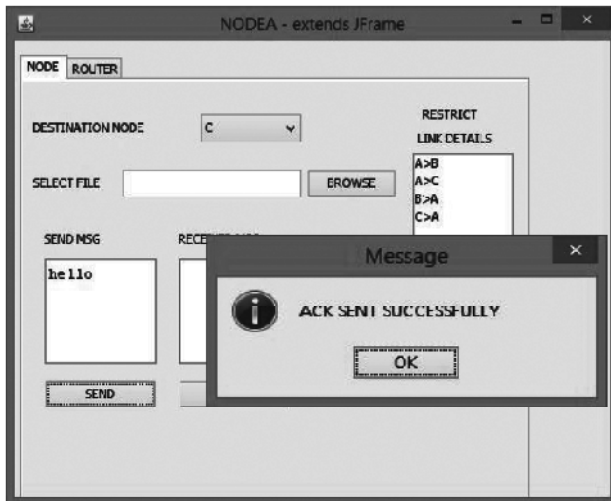 NODEA - extends JFrame
NODE ROUTER
DESTINATION NODE C
RESTRICT
LINK DETAILS
SELECT FILE BROWSE
A>B
A>C
B>A
C>A
SEND MSG
hello
SEND
Message
ACK SENT SUCCESSFULLY
OK